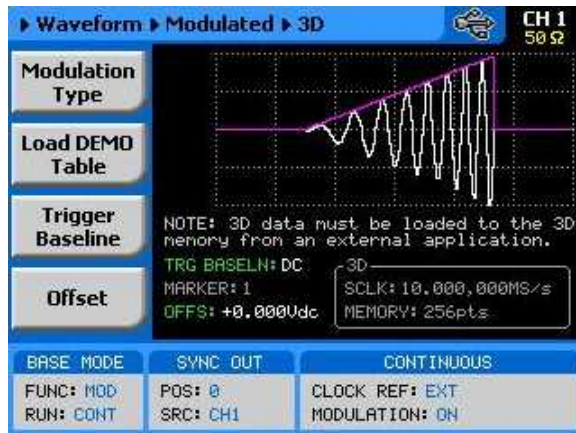 ▶ Waveform ▶ Modulated ▶ 3D
CH 1
50 Ω
Modulation
Type
Load DEMO
Table
Trigger
Baseline
Offset
NOTE: 3D data must be loaded to the 3D
memory from an external application.
TRG BASELN: DC
MARKER: 1
OFFS: +0.000Vdc
3D
SCLK: 10.000,000MS/s
MEMORY: 256pts
BASE MODE
FUNC: MOD
RUN: CONT
SYNC OUT
POS: 0
SRC: CH1
CONTINUOUS
CLOCK REF: EXT
MODULATION: ON